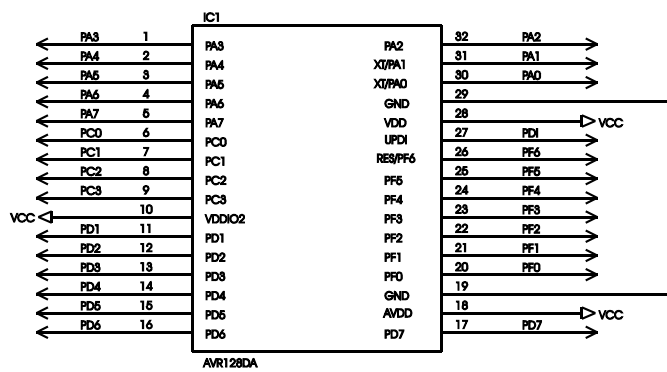 IC1
PA3 1 PA3 PA2 32 PA2
PA4 2 PA4 XT/PA1 31 PA1
PA5 3 PA5 XT/PA0 30 PA0
PA6 4 PA6 GND 29
PA7 5 PA7 VDD 28 VCC
PC0 6 PC0 UPDI 27 PDI
PC1 7 PC1 RES/PF6 26 PF6
PC2 8 PC2 PF5 25 PF5
PC3 9 PC3 PF4 24 PF4
VCC 10 VDDIO2 PF3 23 PF3
PD1 11 PD1 PF2 22 PF2
PD2 12 PD2 PF1 21 PF1
PD3 13 PD3 PF0 20 PF0
PD4 14 PD4 GND 19
PD5 15 PD5 AVDD 18 VCC
PD6 16 PD6 PD7 17 PD7
AVR128DA